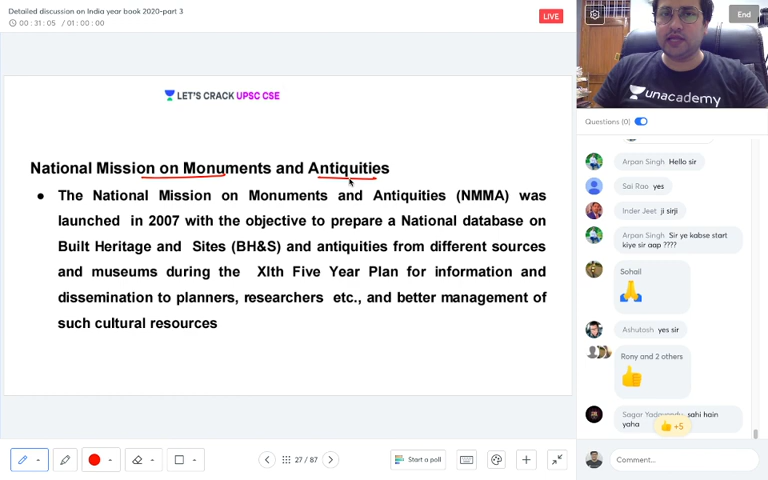 Detailed discussion on India year book 2020-part 3
00 : 31 : 05 / 01 : 00 : 00
LIVE
End
LET'S CRACK UPSC CSE
National Mission on Monuments and Antiquities
● The National Mission on Monuments and Antiquities (NMMA) was
launched in 2007 with the objective to prepare a National database on
Built Heritage and Sites (BH&S) and antiquities from different sources
and museums during the XIth Five Year Plan for information and
dissemination to planners, researchers etc., and better management of
such cultural resources
unacademy
Questions (0)
Arpan Singh Hello sir
Sai Rao yes
Inder Jeet ji sirji
Arpan Singh Sir ye kabse start
kiye sir aap ????
Sohail
Ashutosh yes sir
Rony and 2 others
Sagar sahi hain
yaha
+5
27 / 87
Start a poll
Comment...